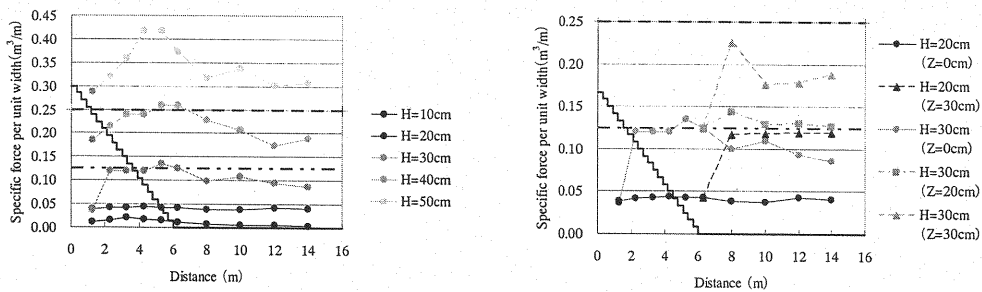 Specific force per unit width(m³/m)
0.45
0.40
0.35
0.30
0.25
0.20
0.15
0.10
0.05
0.00
0 2 4 6 8 10 12 14 16
Distance (m)
H=10cm
H=20cm
H=30cm
H=40cm
H=50cm
Specific force per unit width(m³/m)
0.25
0.20
0.15
0.10
0.05
0.00
0 2 4 6 8 10 12 14 16
Distance (m)
H=20cm
(Z=0cm)
H=20cm
(Z=30cm)
H=30cm
(Z=0cm)
H=30cm
(Z=20cm)
H=30cm
(Z=30cm)